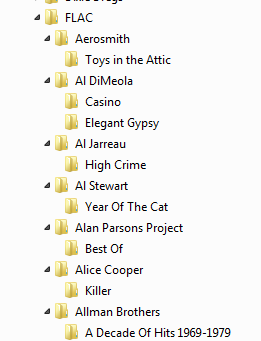 FLAC
Aerosmith
Toys in the Attic
Al DiMeola
Casino
Elegant Gypsy
Al Jarreau
High Crime
Al Stewart
Year Of The Cat
Alan Parsons Project
Best Of
Alice Cooper
Killer
Allman Brothers
A Decade Of Hits 1969-1979